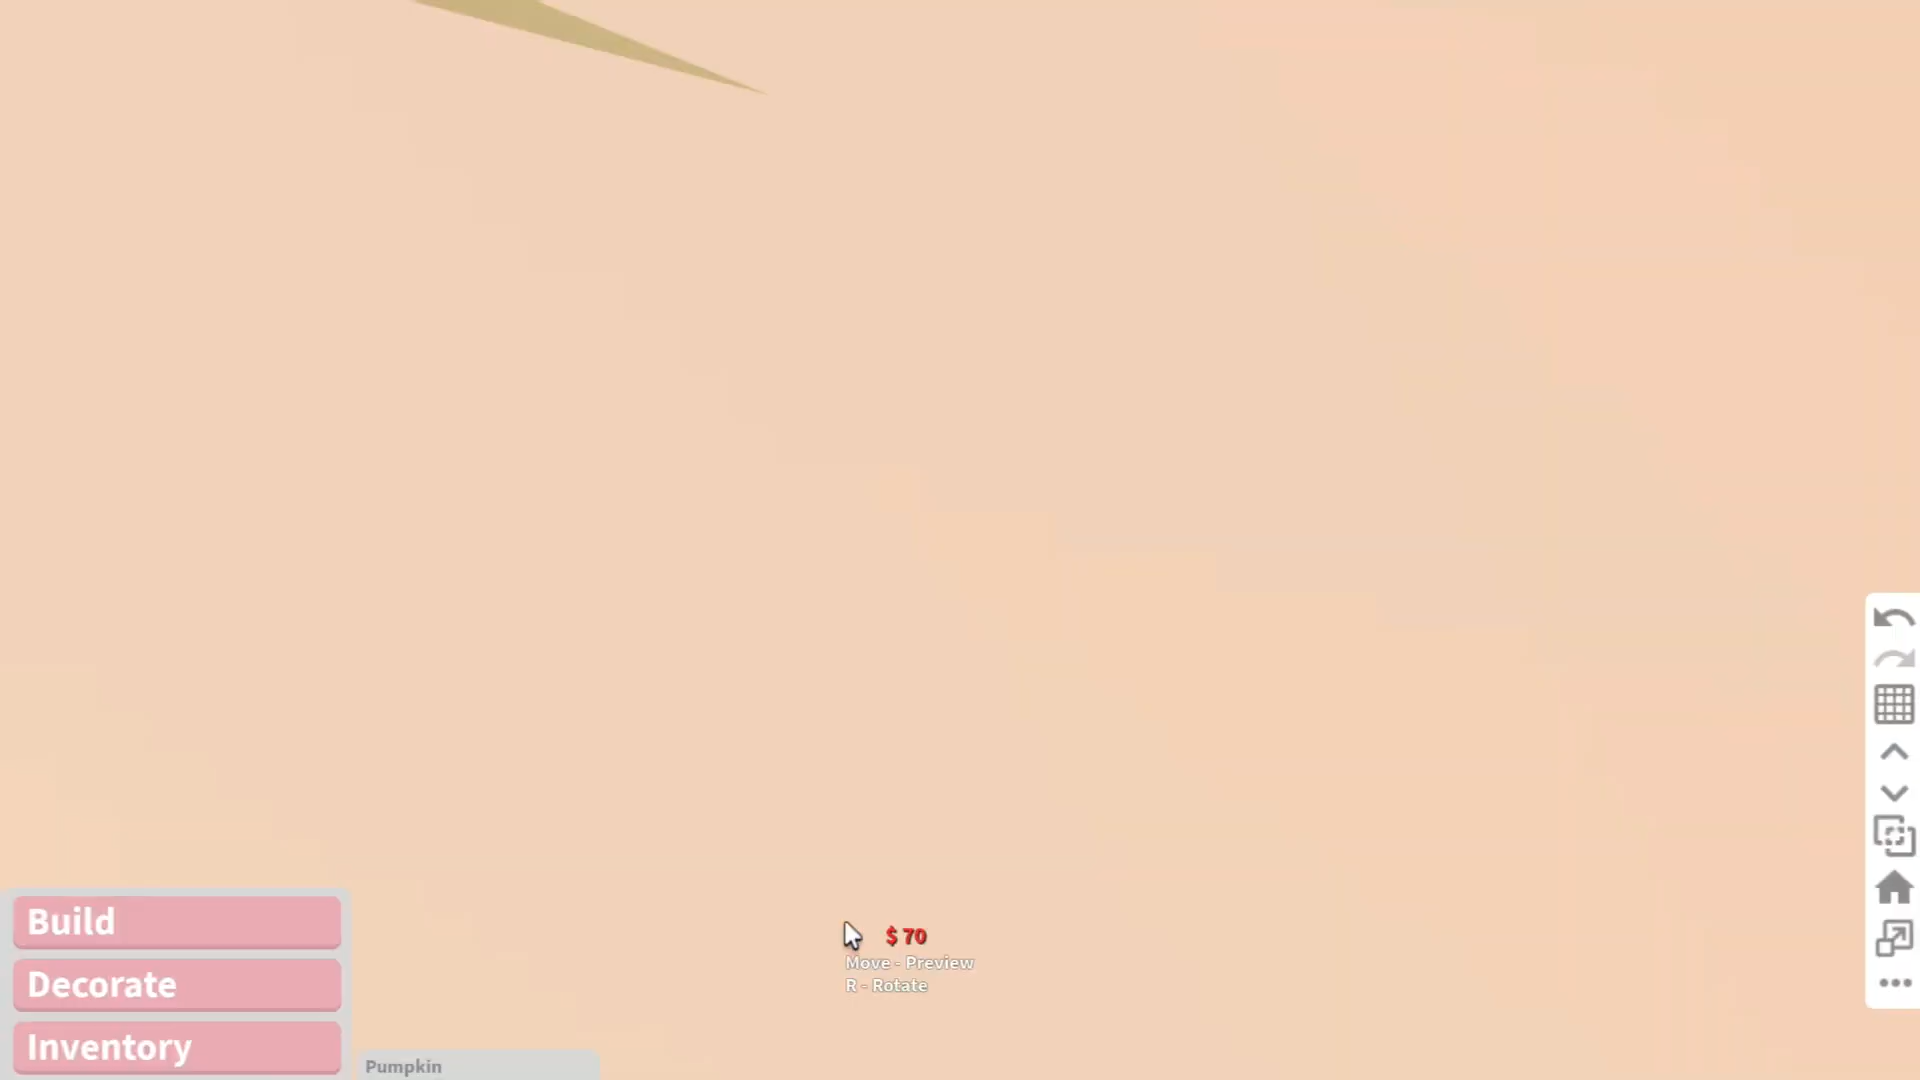 $ 70
Move - Preview
R - Rotate
Build
Decorate
Inventory
Pumpkin